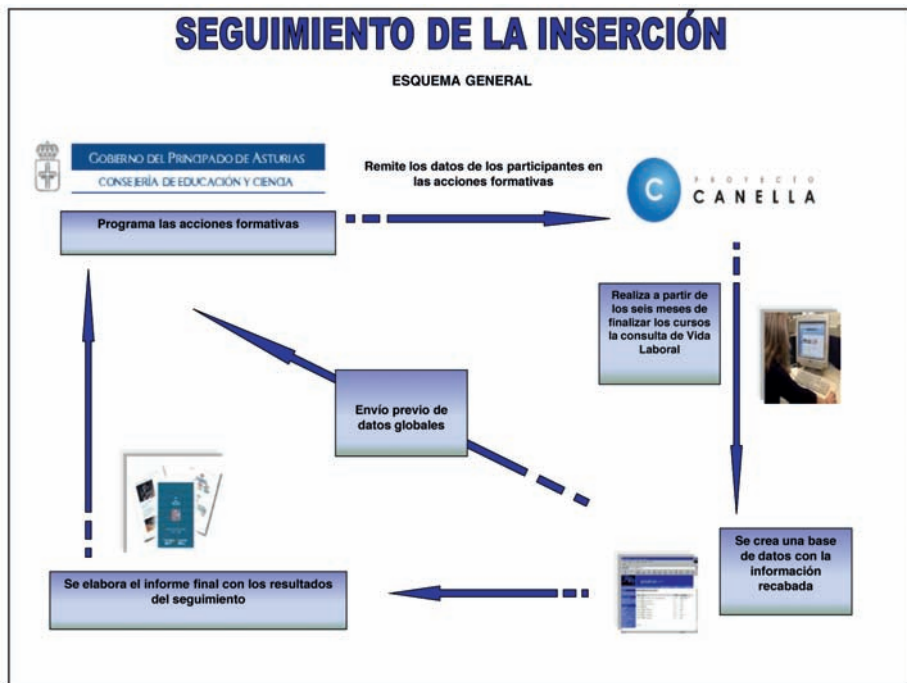 SEGUIMIENTO DE LA INSERCIÓN
ESQUEMA GENERAL
GOBIERNO DEL PRINCIPADO DE ASTURIAS
CONSEJERÍA DE EDUCACIÓN Y CIENCIA
Remite los datos de los participantes en
las acciones formativas
C
PROYECTO
CANELLA
Programa las acciones formativas
Realiza a partir de
los seis meses de
finalizar los cursos
la consulta de Vida
Laboral
Envío previo de
datos globales
Se crea una base
de datos con la
información
recabada
Se elabora el informe final con los resultados
del seguimiento